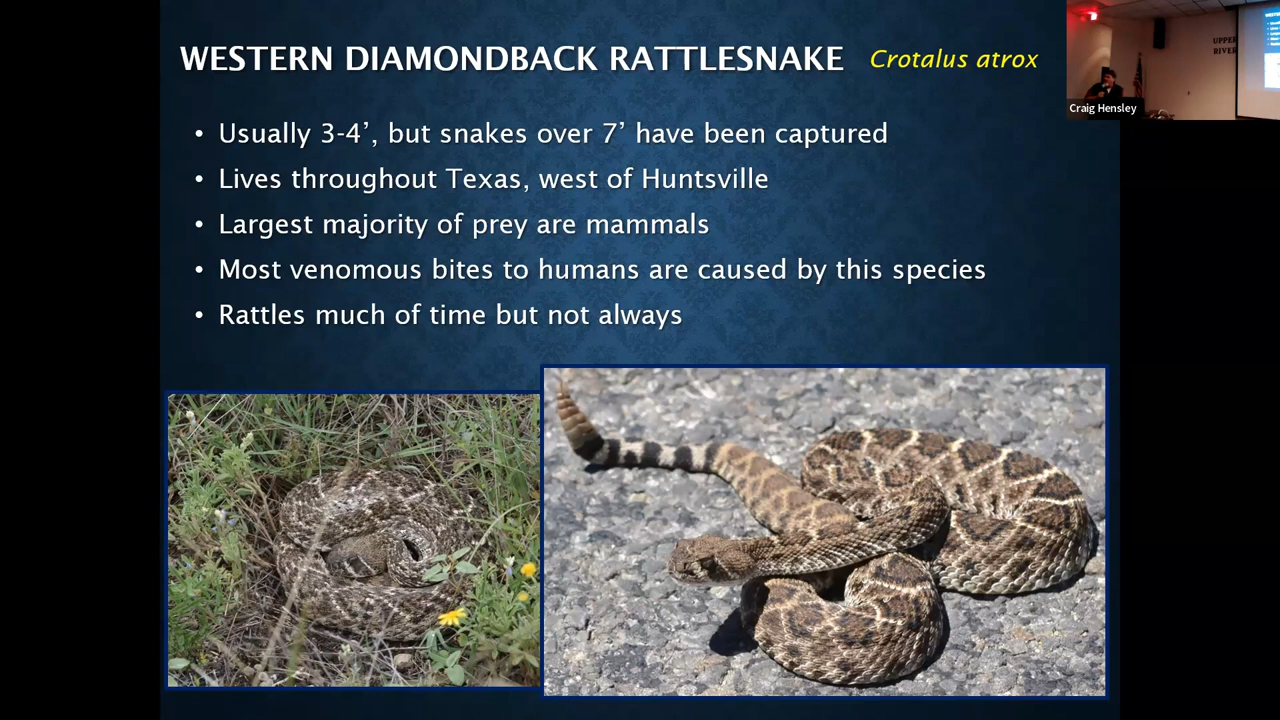 WESTERN DIAMONDBACK RATTLESNAKE Crotalus atrox
• Usually 3-4’, but snakes over 7’ have been captured
• Lives throughout Texas, west of Huntsville
• Largest majority of prey are mammals
• Most venomous bites to humans are caused by this species
• Rattles much of time but not always
UPPER
RIVER
Craig Hensley